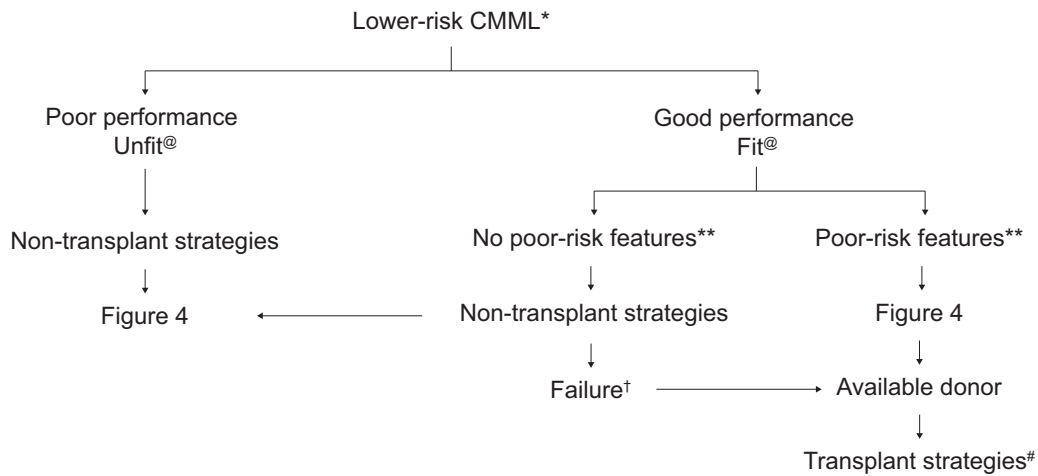 Lower-risk CMML*
Poor performance
Unfit@
Good performance
Fit@
Non-transplant strategies
No poor-risk features**
Poor-risk features**
Figure 4
Non-transplant strategies
Figure 4
Failure†
Available donor
Transplant strategies#